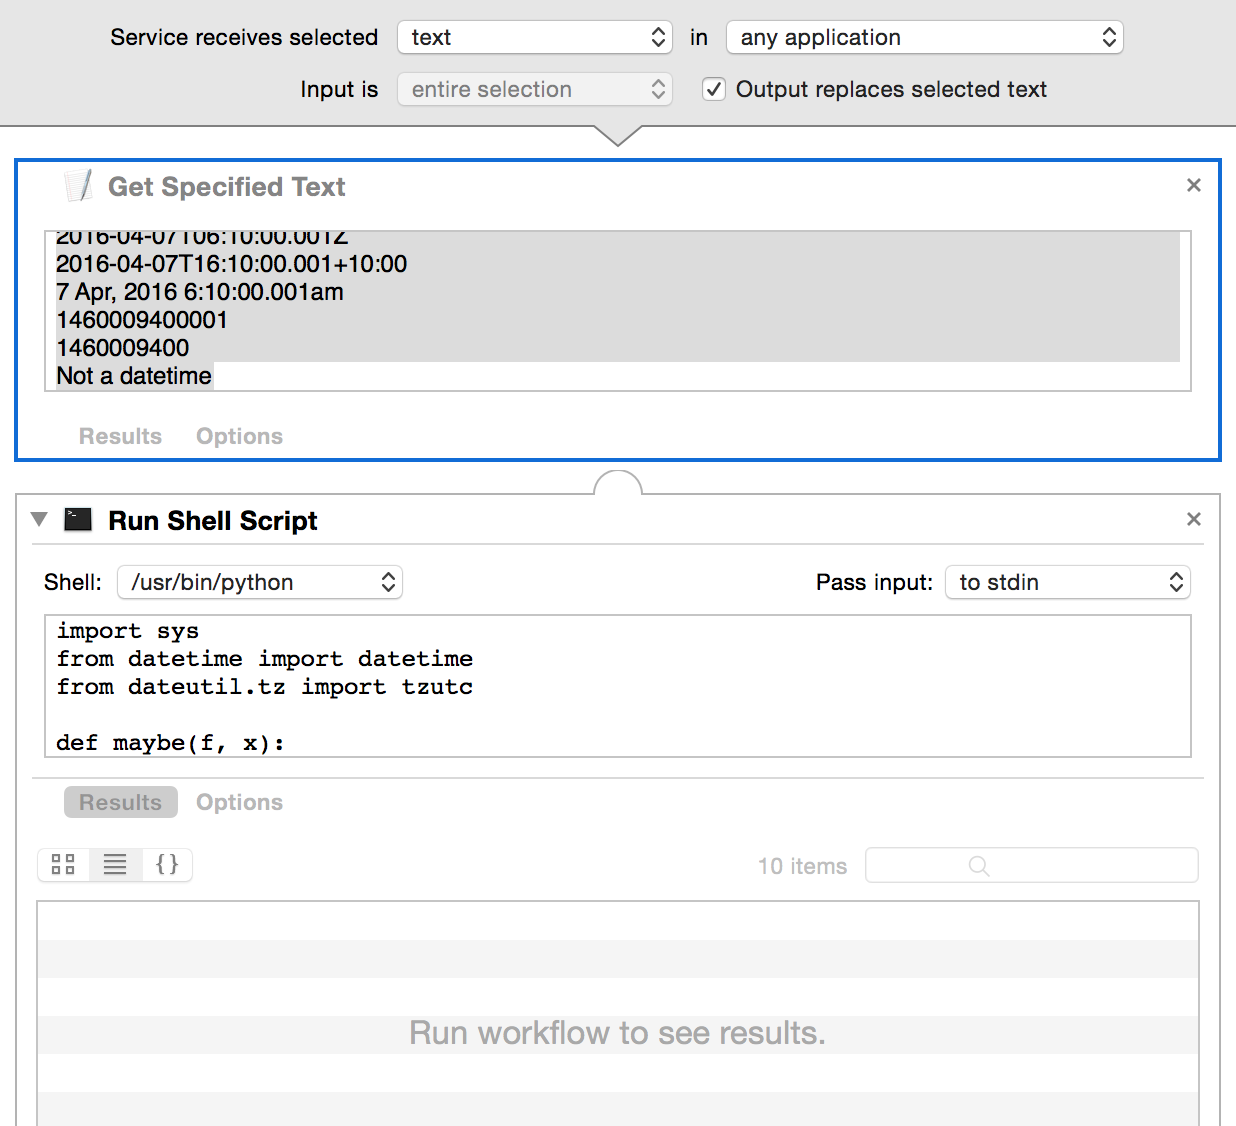 Service receives selected text in any application
Input is entire selection Output replaces selected text
Get Specified Text
2016-04-07T06:10:00.001Z
2016-04-07T16:10:00.001+10:00
7 Apr, 2016 6:10:00.001am
1460009400001
1460009400
Not a datetime
Results Options
Run Shell Script
Shell: /usr/bin/python Pass input: to stdin
import sys
from datetime import datetime
from dateutil.tz import tzutc
def maybe(f, x):
Results Options
{} 10 items
Run workflow to see results.